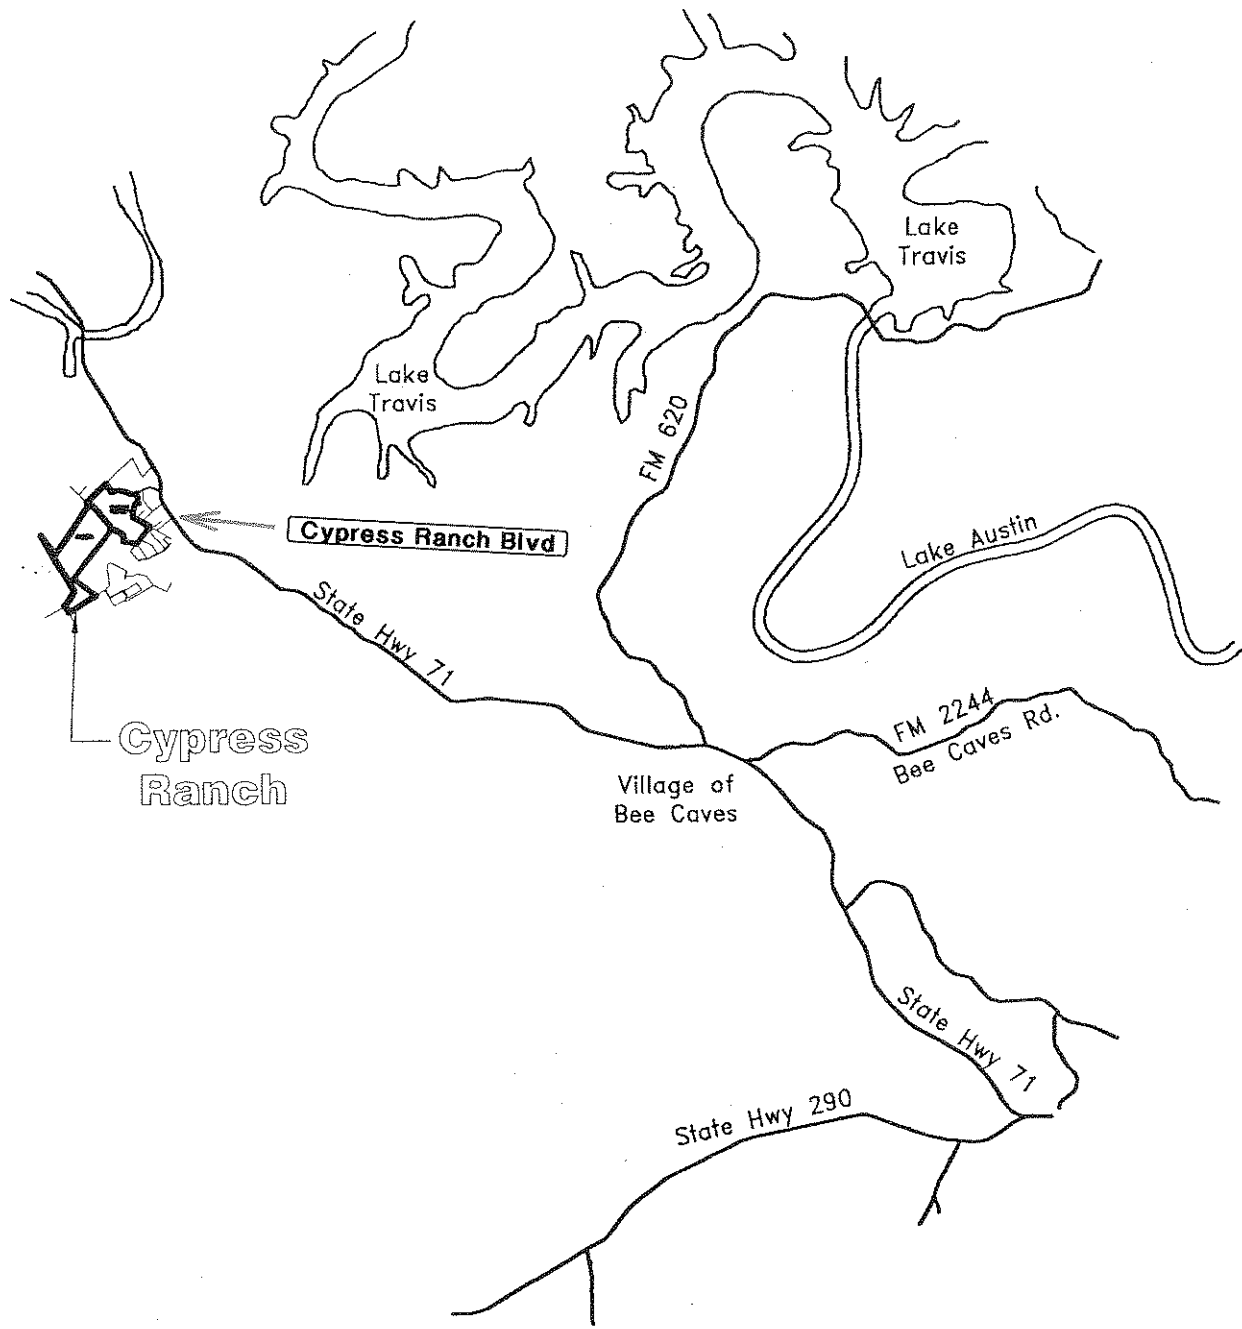 Lake
Travis
Lake
Travis
FM 620
Cypress Ranch Blvd
Lake Austin
State Hwy 71
FM 2244
Bee Caves Rd.
Cypress
Ranch
Village of
Bee Caves
State Hwy 71
State Hwy 290